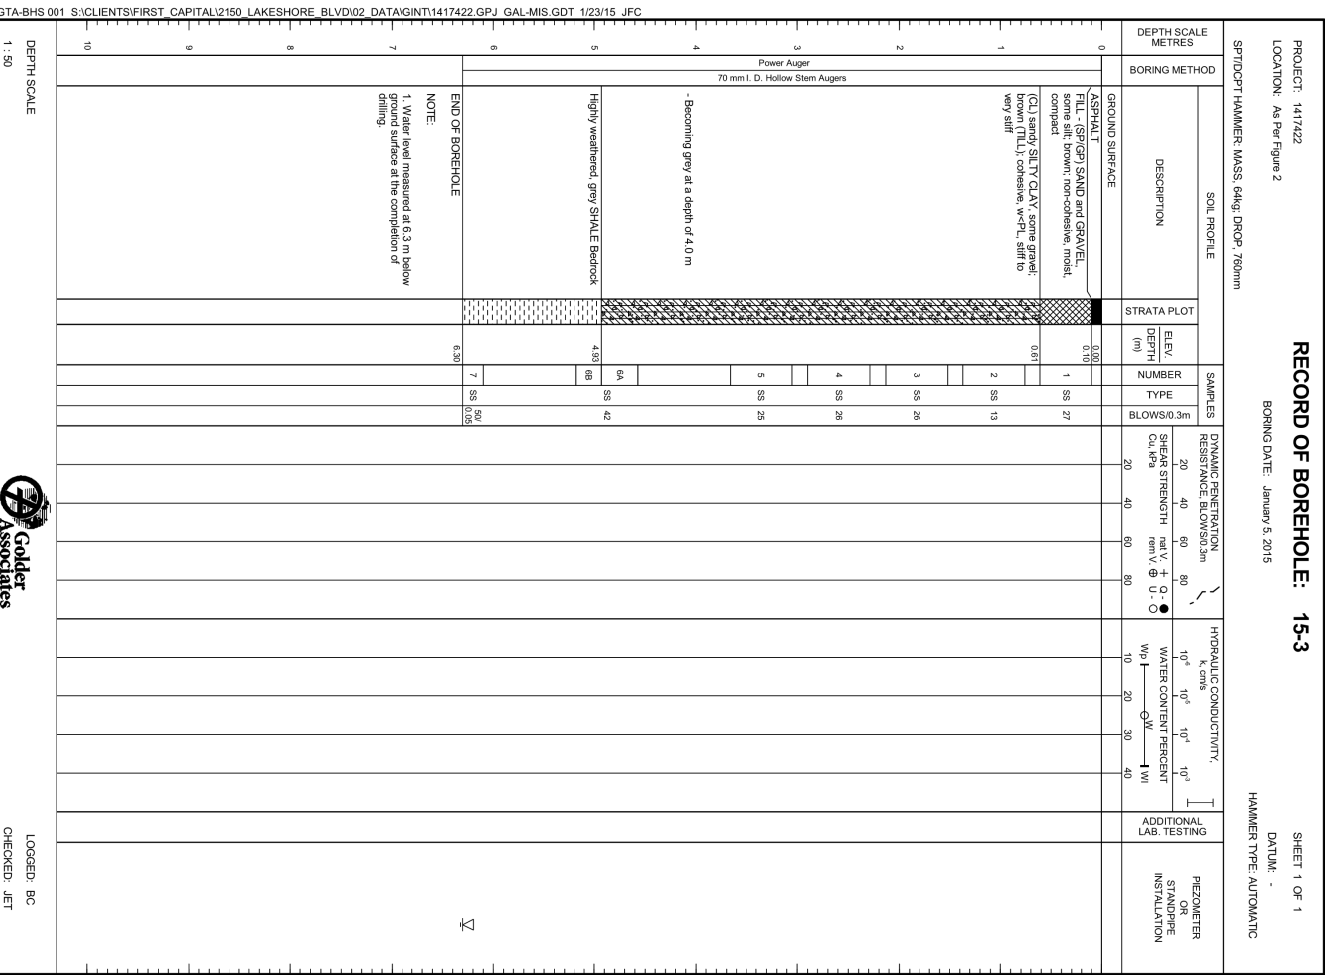 GTA-BHS 001 S:\CLIENTS\FIRST_CAPITAL\2150_LAKESHORE_BLVD\02_DATA\GINT\1417422.GPJ GAL-MIS.GDT 1/23/15 JFC
PROJECT: 1417422
LOCATION: As Per Figure 2
SPT/DCPT HAMMER: MASS, 64kg; DROP, 760mm
RECORD OF BOREHOLE: 15-3
BORING DATE: January 5, 2015
SHEET 1 OF 1
DATUM: -
HAMMER TYPE: AUTOMATIC
DEPTH SCALE
METRES
BORING METHOD
SOIL PROFILE
DESCRIPTION
STRATA PLOT
ELEV.
DEPTH
(m)
SAMPLES
NUMBER
TYPE
BLOWS/0.3m
DYNAMIC PENETRATION
RESISTANCE, BLOWS/0.3m
20 40 60 80
SHEAR STRENGTH nat V. + Q - ●
Cu, kPa rem V. ⊕ U - ○
20 40 60 80
HYDRAULIC CONDUCTIVITY,
k, cm/s
10⁻⁶ 10⁻⁵ 10⁻⁴ 10⁻³
WATER CONTENT PERCENT
Wp W Wl
10 20 30 40
ADDITIONAL
LAB. TESTING
PIEZOMETER
OR
STANDPIPE
INSTALLATION
0
1
2
3
4
5
6
7
8
9
10
Power Auger
70 mm I. D. Hollow Stem Augers
GROUND SURFACE
0.00
ASPHALT
0.10
FILL - (SP/GP) SAND and GRAVEL,
some silt; brown; non-cohesive, moist,
compact
1 SS 27
0.61
(CL) sandy SILTY CLAY, some gravel;
brown (TILL); cohesive, w<PL, stiff to
very stiff
2 SS 13
3 SS 26
4 SS 26
5 SS 25
- Becoming grey at a depth of 4.0 m
6A
SS 42
4.93
Highly weathered, grey SHALE Bedrock
6B
7 SS 50/
0.05
6.30
END OF BOREHOLE
NOTE:
1. Water level measured at 6.3 m below
ground surface at the completion of
drilling.
DEPTH SCALE
1 : 50
Golder
Associates
LOGGED: BC
CHECKED: JET